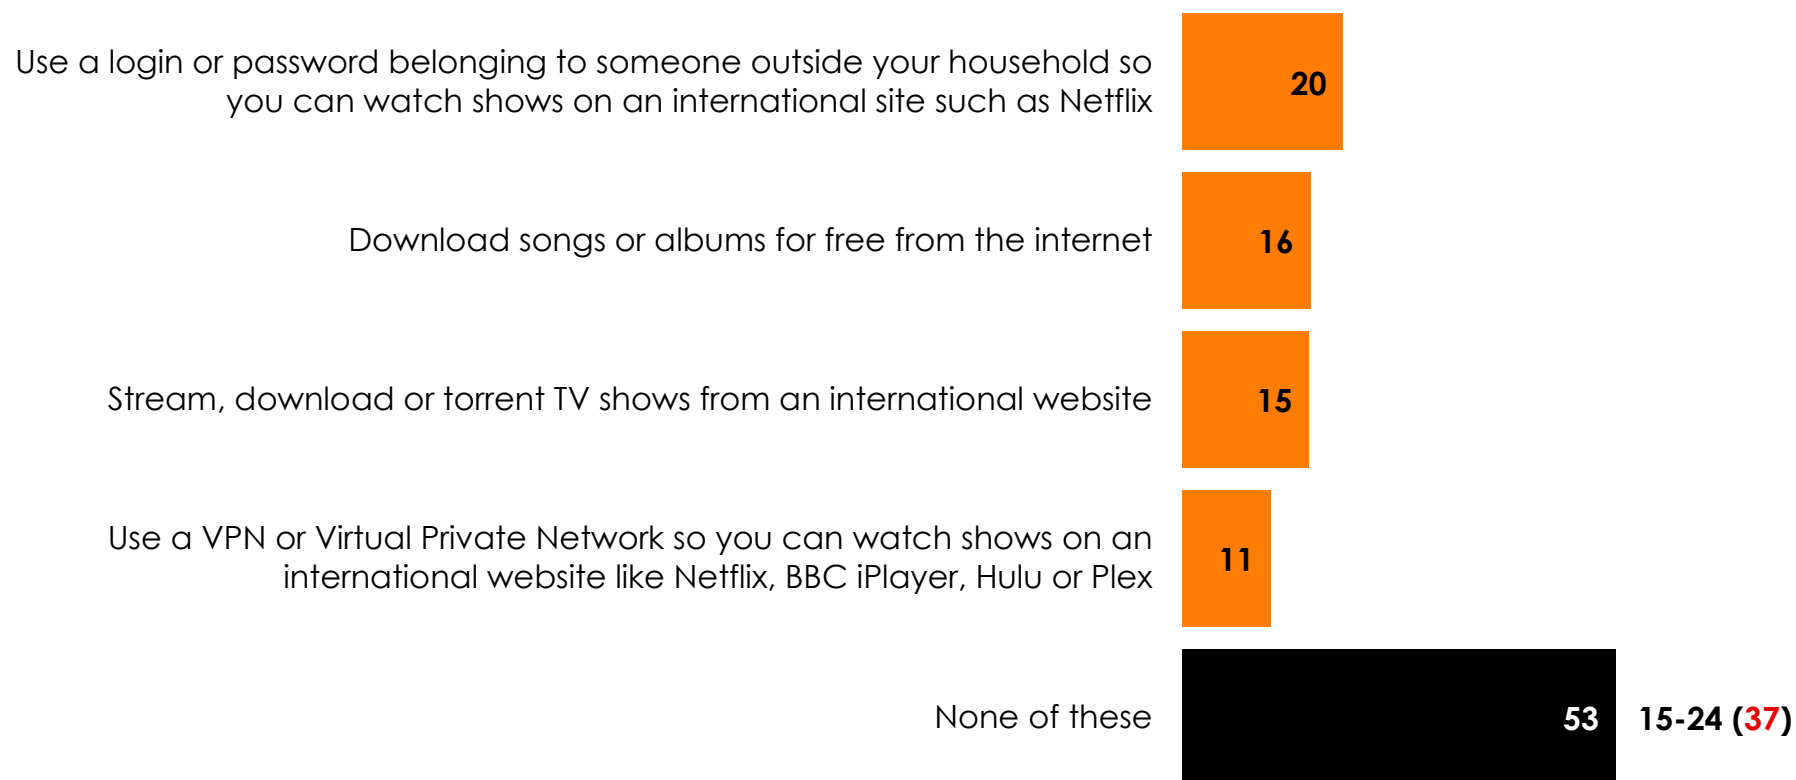 Use a login or password belonging to someone outside your household so
you can watch shows on an international site such as Netflix
20
Download songs or albums for free from the internet
16
Stream, download or torrent TV shows from an international website
15
Use a VPN or Virtual Private Network so you can watch shows on an
international website like Netflix, BBC iPlayer, Hulu or Plex
11
None of these
53
15-24 (37)